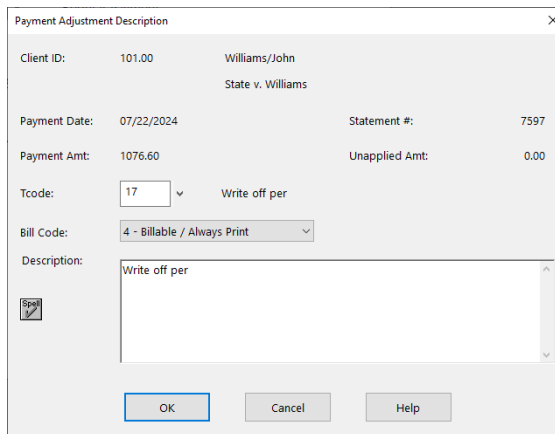 Payment Adjustment Description
Client ID: 101.00 Williams/John
State v. Williams
Payment Date: 07/22/2024 Statement #: 7597
Payment Amt: 1076.60 Unapplied Amt: 0.00
Tcode: 17 Write off per
Bill Code: 4 - Billable / Always Print
Description: Write off per
Spell
OK Cancel Help